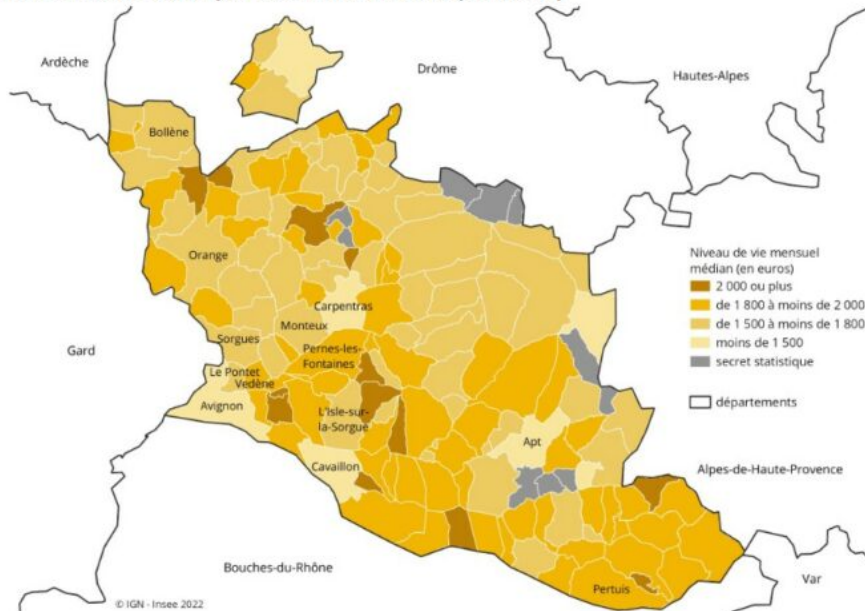 Ardèche
Drôme
Hautes-Alpes
Bollène
Orange
Niveau de vie mensuel
médian (en euros)
2 000 ou plus
de 1 800 à moins de 2 000
de 1 500 à moins de 1 800
moins de 1 500
secret statistique
départements
Carpentras
Monteux
Sorgues
Pernes-les-
Fontaines
Gard
Le Pontet
Vedène
Avignon
L'Isle-sur-
la-Sorgue
Apt
Cavaillon
Alpes-de-Haute-Provence
Bouches-du-Rhône
Pertuis
Var
© IGN - Insee 2022